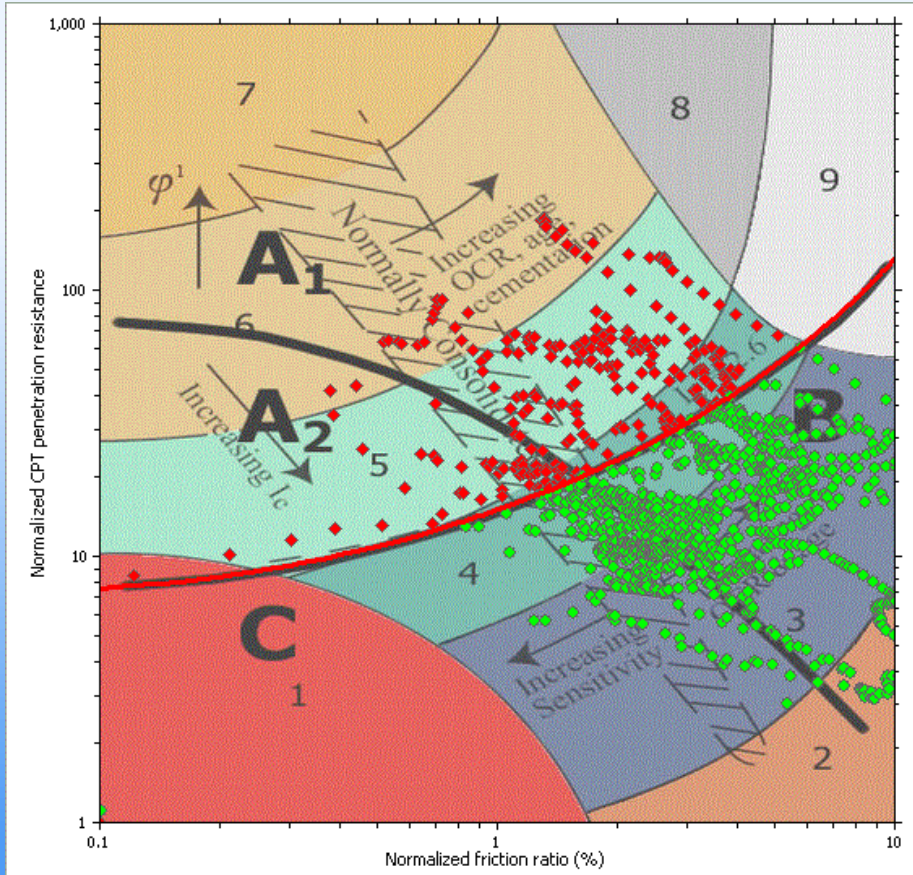 1,000
7
8
9
φ¹
Increasing
OCR, age,
cementation
Normally
A₁
100
6
A₂
Increasing Ic
5
B
10
4
3
C
Increasing
Sensitivity
1
2
1
0.1
1
10
Normalized friction ratio (%)
Normalized CPT penetration resistance